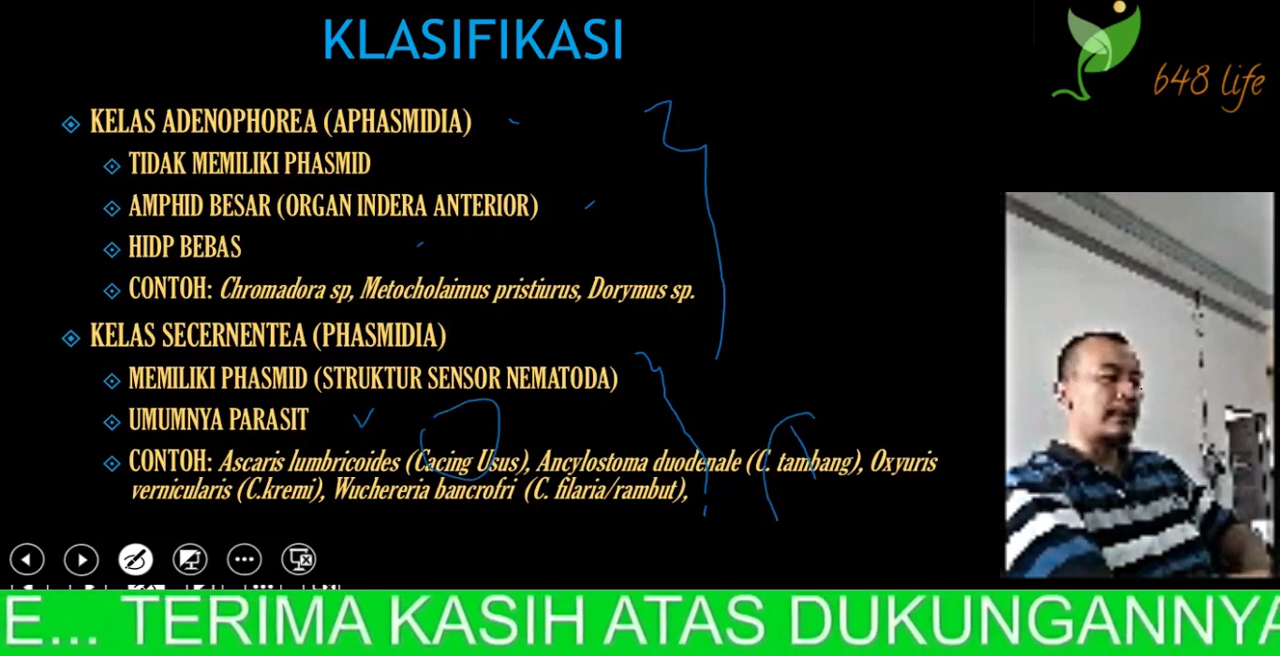 KLASIFIKASI
648 life
KELAS ADENOPHOREA (APHASMIDIA)
TIDAK MEMILIKI PHASMID
AMPHID BESAR (ORGAN INDERA ANTERIOR)
HIDP BEBAS
CONTOH: Chromadora sp, Metocholaimus pristiurus, Dorymus sp.
KELAS SECERNENTEA (PHASMIDIA)
MEMILIKI PHASMID (STRUKTUR SENSOR NEMATODA)
UMUMNYA PARASIT
CONTOH: Ascaris lumbricoides (Cacing Usus), Ancylostoma duodenale (C. tambang), Oxyuris
vernicularis (C.kremi), Wuchereria bancrofri (C. filaria/rambut),
E... TERIMA KASIH ATAS DUKUNGANNYA